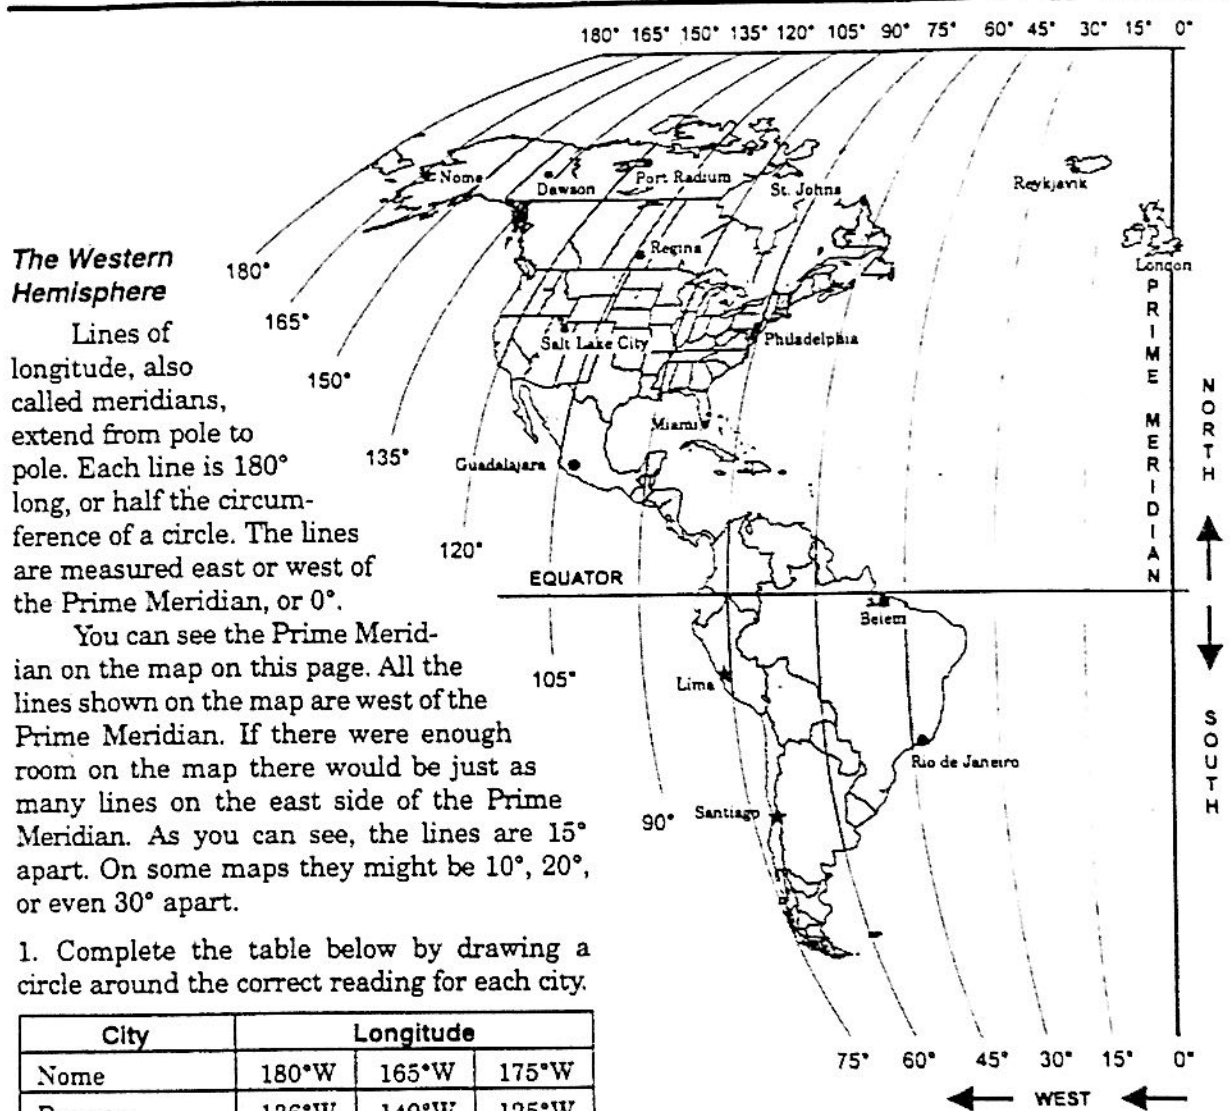 180° 165° 150° 135° 120° 105° 90° 75° 60° 45° 30° 15° 0°
Nome
Dawson
Port Radium
St. Johns
Reykjavik
London
Regina
Salt Lake City
Philadelphia
Miami
Guadalajara
PRIME MERIDIAN
NORTH
SOUTH
EQUATOR
Belem
Lima
Rio de Janeiro
Santiago
180°
165°
150°
135°
120°
105°
90°
75° 60° 45° 30° 15° 0°
WEST
The Western
Hemisphere
Lines of
longitude, also
called meridians,
extend from pole to
pole. Each line is 180°
long, or half the circum-
ference of a circle. The lines
are measured east or west of
the Prime Meridian, or 0°.
You can see the Prime Merid-
ian on the map on this page. All the
lines shown on the map are west of the
Prime Meridian. If there were enough
room on the map there would be just as
many lines on the east side of the Prime
Meridian. As you can see, the lines are 15°
apart. On some maps they might be 10°, 20°,
or even 30° apart.
1. Complete the table below by drawing a
circle around the correct reading for each city.
City Longitude
Nome 180°W 165°W 175°W